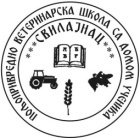 ПОЉОПРИВРЕДНО ВЕТЕРИНАРСКА ШКОЛА СА ДОМОМ УЧЕНИКА
СВИЛАЈНАЦ